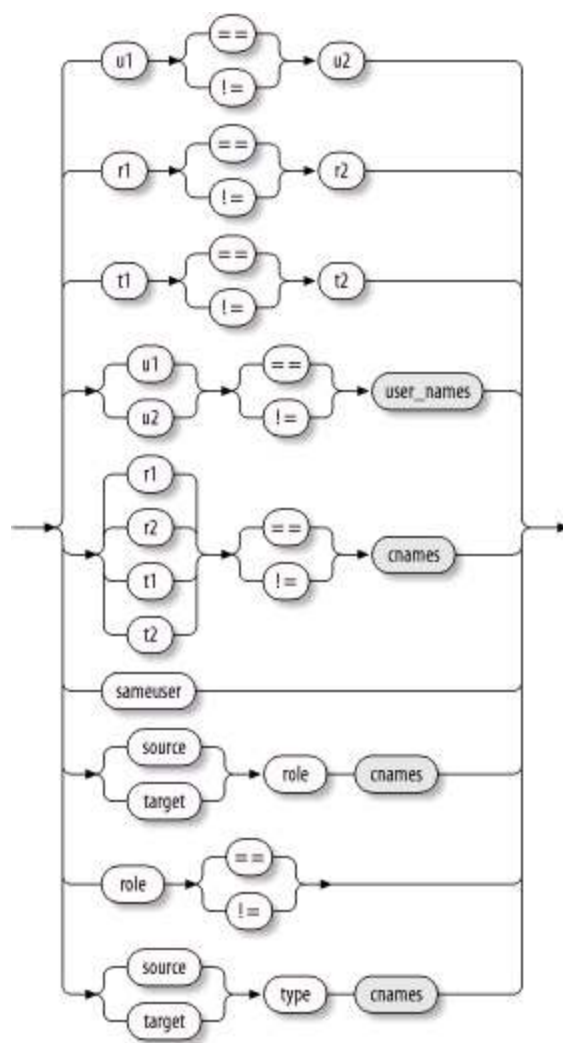 ==
u1 u2
!=
==
r1 r2
!=
==
t1 t2
!=
u1 ==
user_names
u2 !=
r1
r2 ==
cnames
t1 !=
t2
sameuser
source
role cnames
target
==
role
!=
source
type cnames
target